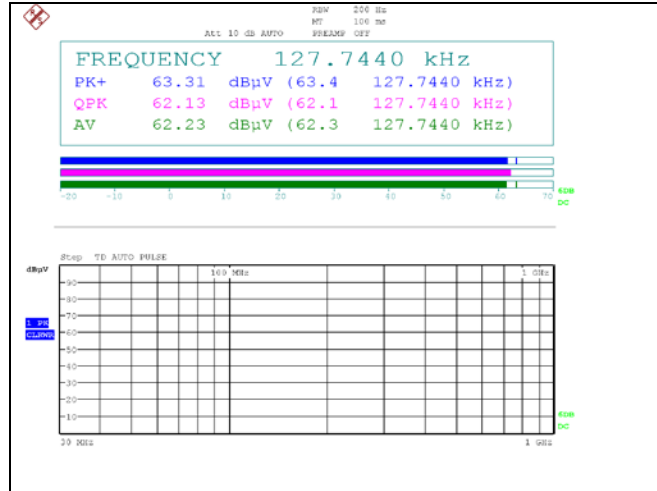 RBW 200 Hz
MT 100 ms
Att 10 dB AUTO PREAMP OFF
FREQUENCY 127.7440 kHz
PK+ 63.31 dBµV (63.4 127.7440 kHz)
QPK 62.13 dBµV (62.1 127.7440 kHz)
AV 62.23 dBµV (62.3 127.7440 kHz)
-20 -10 0 10 20 30 40 50 60 70
6DB
DC
Step TD AUTO PULSE
dBµV
100 MHz 1 GHz
90
80
70
1 PK
CLRWR
60
50
40
30
20
10
6DB
DC
30 MHz 1 GHz